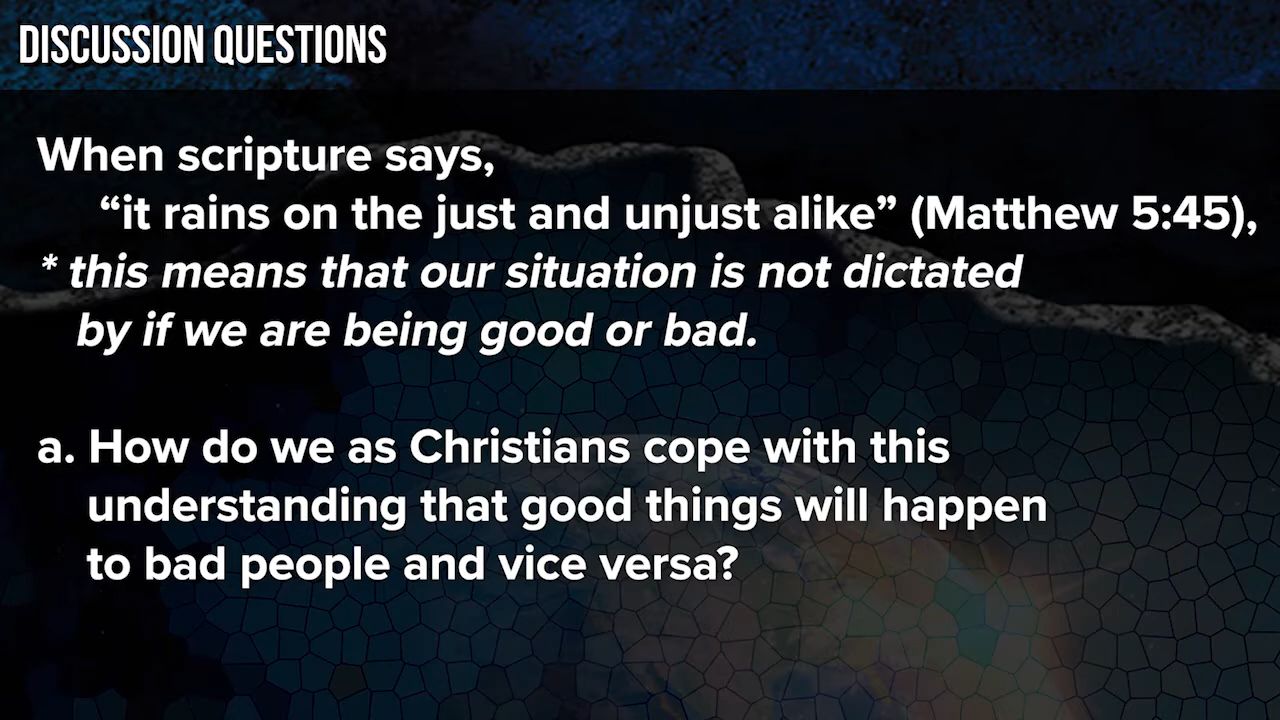 DISCUSSION QUESTIONS
When scripture says,
“it rains on the just and unjust alike” (Matthew 5:45),
* this means that our situation is not dictated
by if we are being good or bad.
a. How do we as Christians cope with this
understanding that good things will happen
to bad people and vice versa?